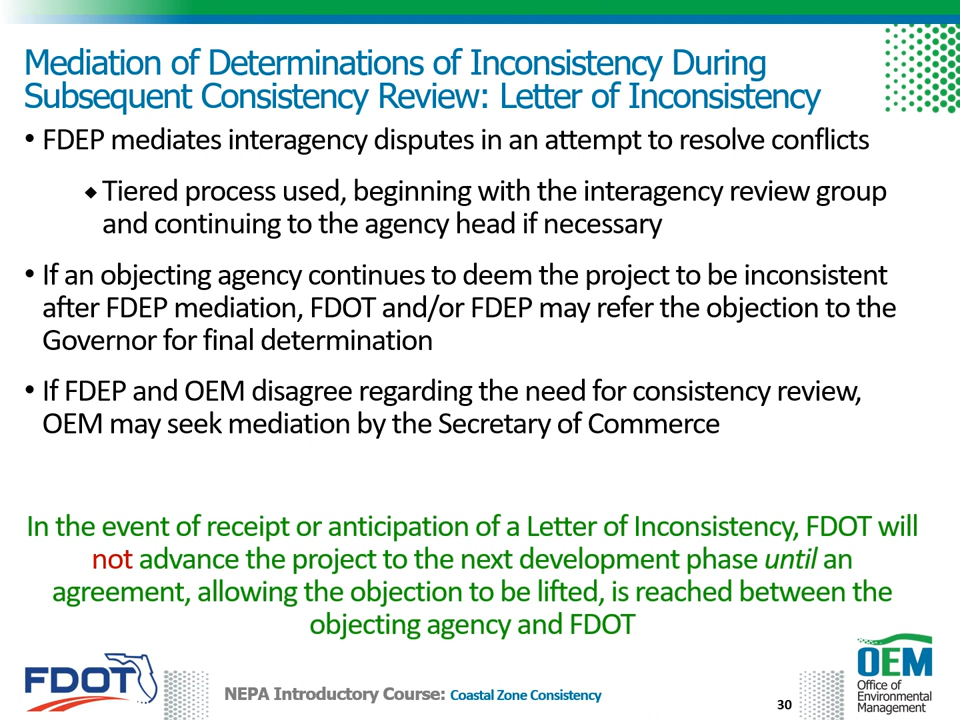 Mediation of Determinations of Inconsistency During
Subsequent Consistency Review: Letter of Inconsistency
• FDEP mediates interagency disputes in an attempt to resolve conflicts
◆ Tiered process used, beginning with the interagency review group
and continuing to the agency head if necessary
• If an objecting agency continues to deem the project to be inconsistent
after FDEP mediation, FDOT and/or FDEP may refer the objection to the
Governor for final determination
• If FDEP and OEM disagree regarding the need for consistency review,
OEM may seek mediation by the Secretary of Commerce
In the event of receipt or anticipation of a Letter of Inconsistency, FDOT will
not advance the project to the next development phase until an
agreement, allowing the objection to be lifted, is reached between the
objecting agency and FDOT
FDOT
NEPA Introductory Course: Coastal Zone Consistency
30
OEM
Office of
Environmental
Management